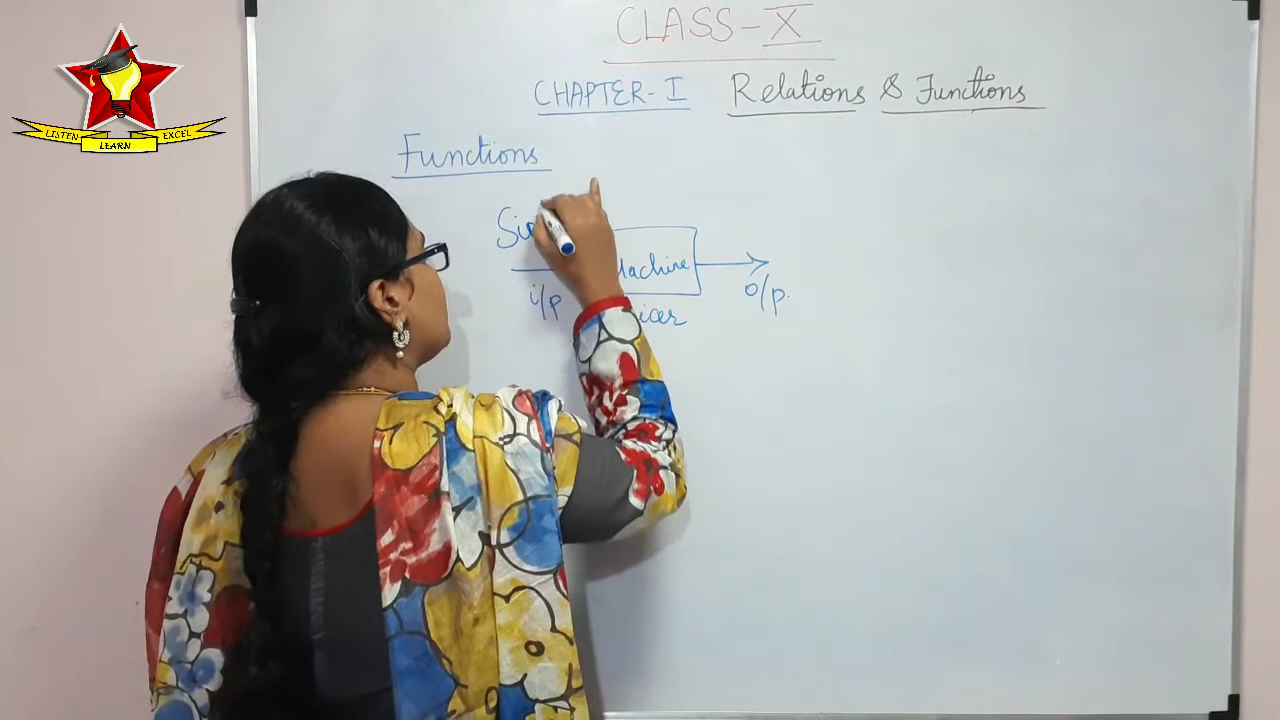 CLASS-X
CHAPTER-I Relations & Functions
Functions
Machine
i/p
o/p.
LISTEN
LEARN
EXCEL